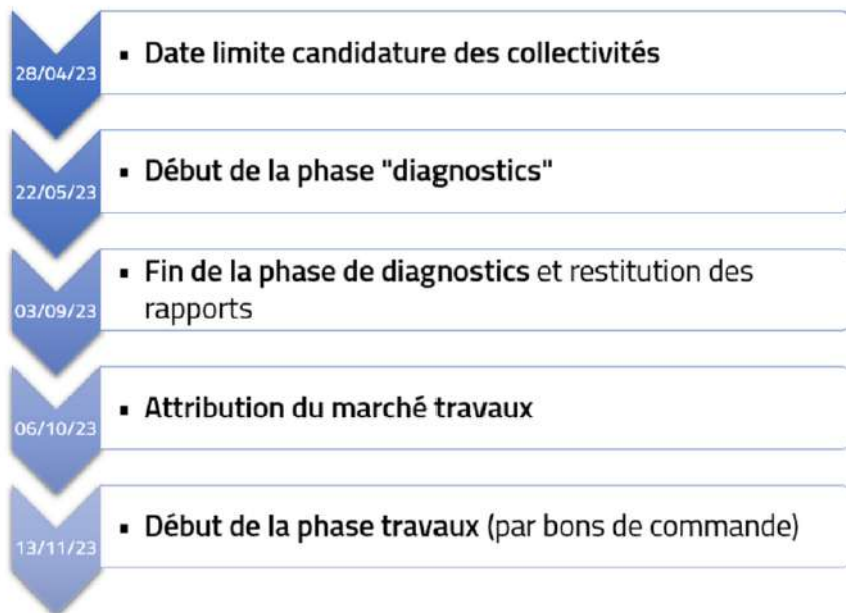 28/04/23
▪ Date limite candidature des collectivités
22/05/23
▪ Début de la phase "diagnostics"
03/09/23
▪ Fin de la phase de diagnostics et restitution des
rapports
06/10/23
▪ Attribution du marché travaux
13/11/23
▪ Début de la phase travaux (par bons de commande)